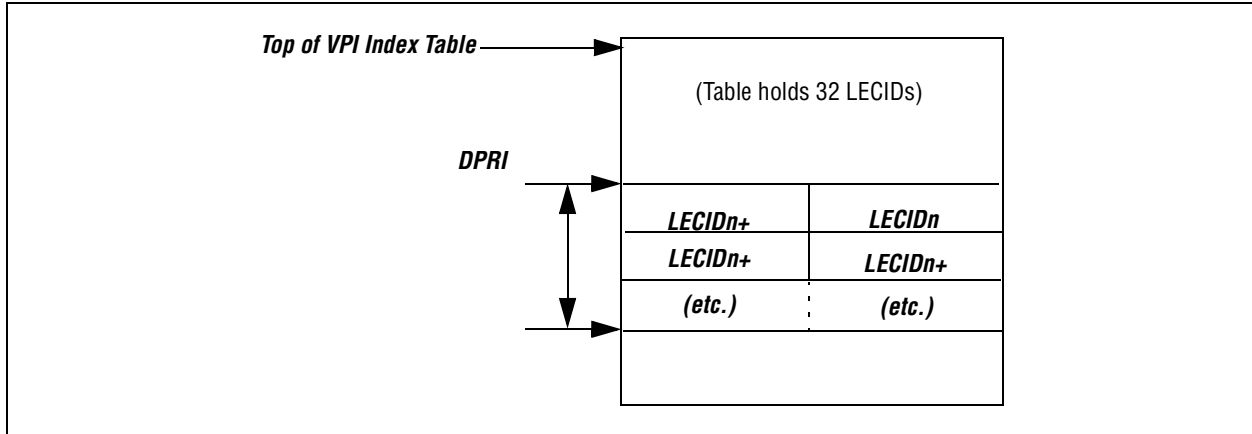 Top of VPI Index Table
(Table holds 32 LECIDs)
DPRI
LECIDn+ LECIDn
LECIDn+ LECIDn+
(etc.) (etc.)